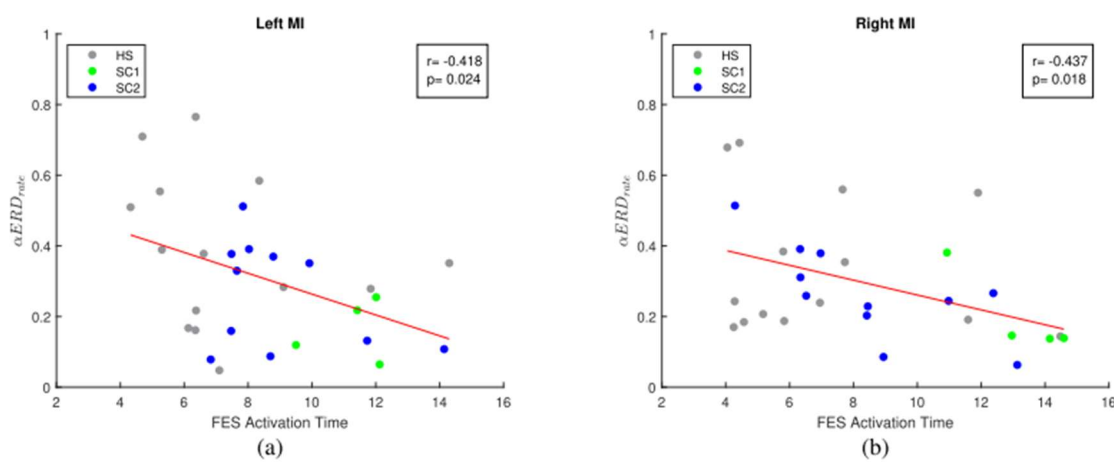 Left MI
HS
SC1
SC2
r= -0.418
p= 0.024
1
0.8
0.6
0.4
0.2
0
αERD_rate
2 4 6 8 10 12 14 16
FES Activation Time
(a)
Right MI
HS
SC1
SC2
r= -0.437
p= 0.018
1
0.8
0.6
0.4
0.2
0
αERD_rate
2 4 6 8 10 12 14 16
FES Activation Time
(b)